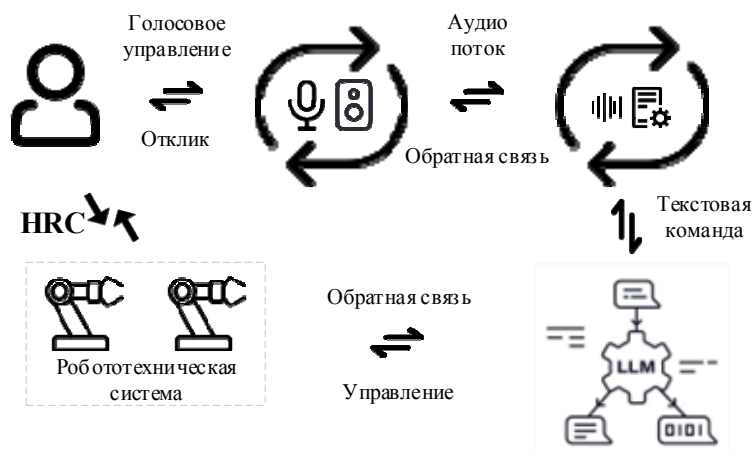 Голосовое
управление
Отклик
Аудио
поток
Обратная связь
HRC
Текстовая
команда
Робототехническая
система
Обратная связь
Управление
LLM
0101